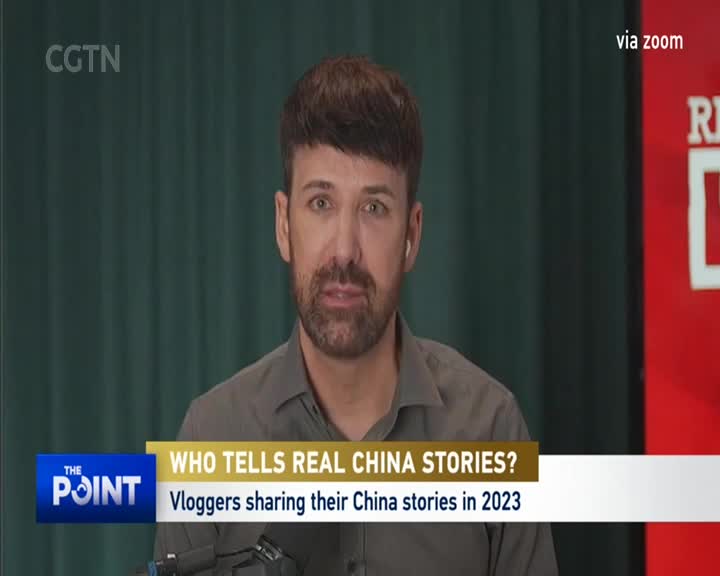 CGTN
via zoom
THE
POINT
WHO TELLS REAL CHINA STORIES?
Vloggers sharing their China stories in 2023